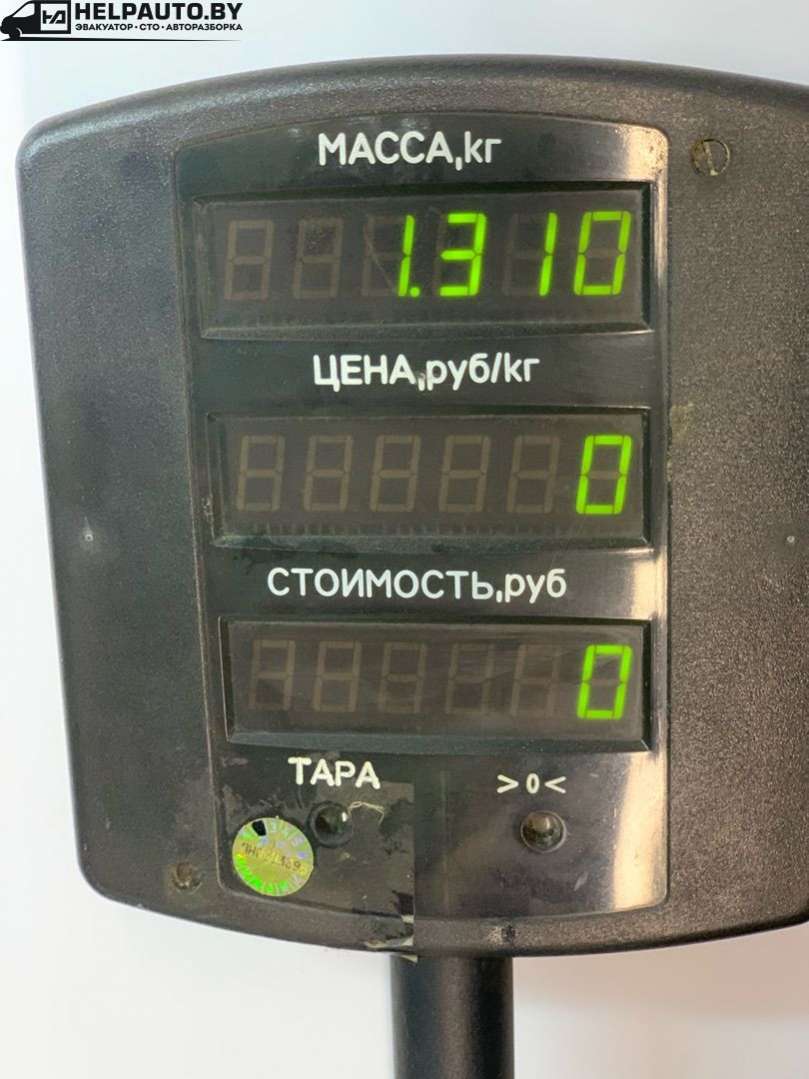 HELPAUTO.BY
ЭВАКУАТОР • СТО • АВТОРАЗБОРКА
МАССА,кг
1.310
ЦЕНА,руб/кг
0
СТОИМОСТЬ,руб
0
ТАРА >0<